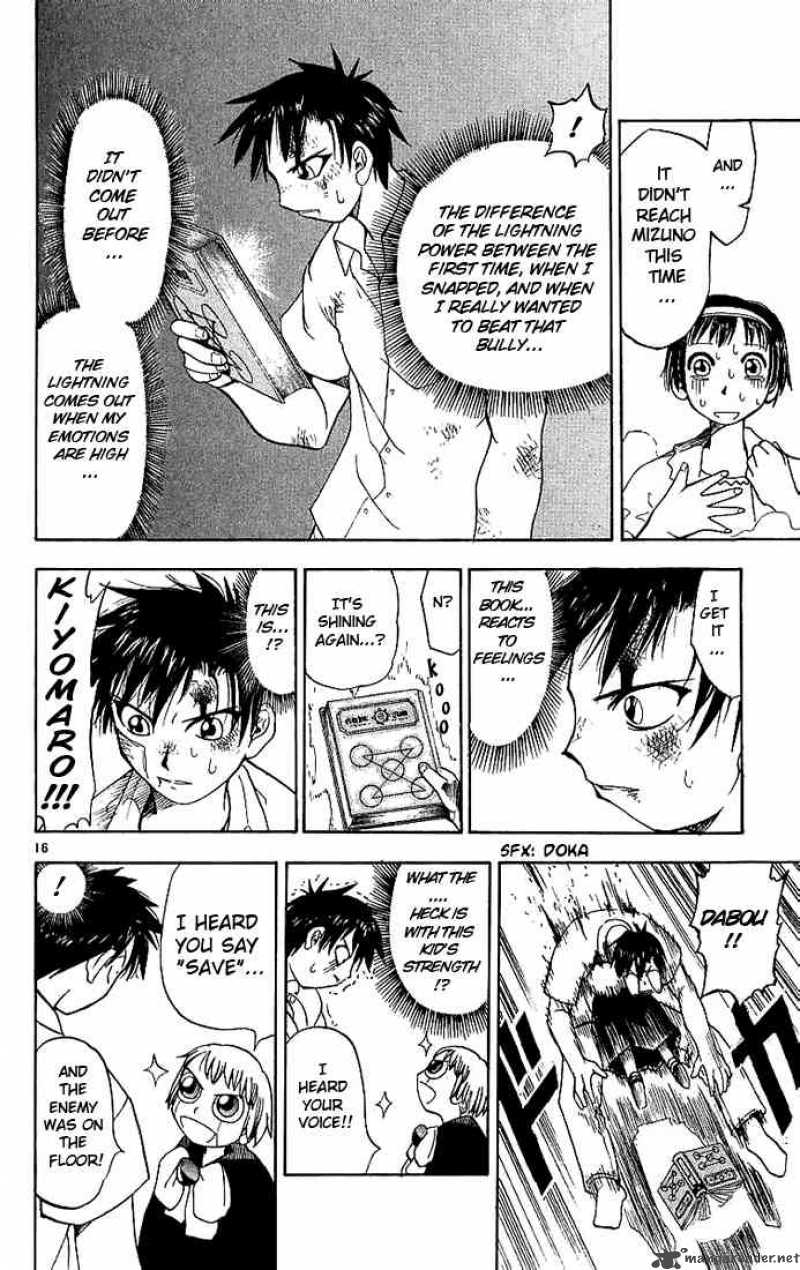 AND
...
IT
DIDN'T
REACH
MIZUNO
THIS
TIME
...
!
THE DIFFERENCE
OF THE LIGHTNING
POWER BETWEEN THE
FIRST TIME, WHEN I
SNAPPED, AND WHEN
I REALLY WANTED
TO BEAT THAT
BULLY...
IT
DIDN'T
COME
OUT
BEFORE
...
THE
LIGHTNING
COMES OUT
WHEN MY
EMOTIONS
ARE HIGH
...
I
GET
IT
...
THIS
BOOK...
REACTS
TO
FEELINGS
...
N?
IT'S
SHINING
AGAIN...?
KOOO
THIS
IS...
!?
KIYOMARO!!!
16
SFX: DOKA
DABOU
!!
ドカ
WHAT THE
....
HECK IS
WITH THIS
KID'S
STRENGTH
!?
I
HEARD
YOUR
VOICE!!
I HEARD
YOU SAY
"SAVE"...
!
AND
THE
ENEMY
WAS ON
THE
FLOOR!
mangareader.net